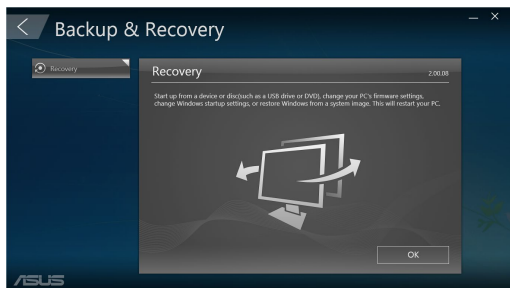 Backup & Recovery
Recovery
Recovery
2.00.08
Start up from a device or disc(such as a USB drive or DVD), change your PC's firmware settings,
change Windows startup settings, or restore Windows from a system image. This will restart your PC.
OK
ASUS